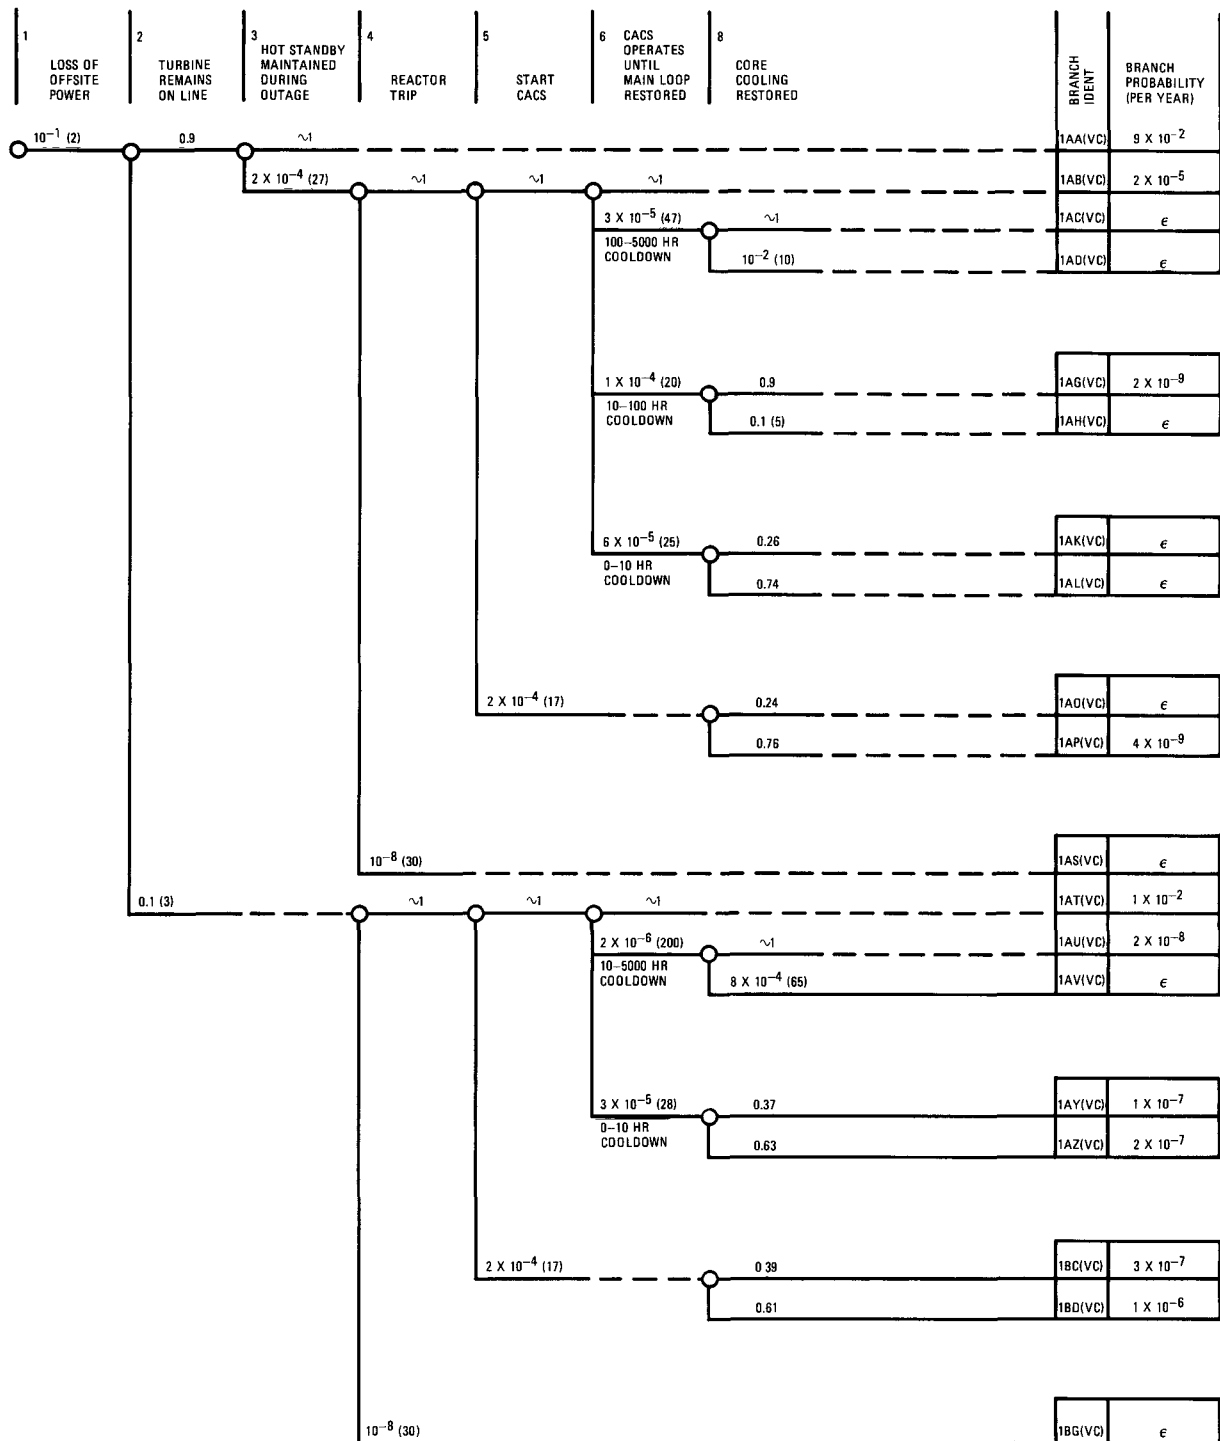 1
LOSS OF
OFFSITE
POWER
2
TURBINE
REMAINS
ON LINE
3
HOT STANDBY
MAINTAINED
DURING
OUTAGE
4
REACTOR
TRIP
5
START
CACS
6 CACS
OPERATES
UNTIL
MAIN LOOP
RESTORED
8
CORE
COOLING
RESTORED
BRANCH
IDENT
BRANCH
PROBABILITY
(PER YEAR)
10⁻¹ (2) 0.9 ~1 1AA(VC) 9 X 10⁻²
2 X 10⁻⁴ (27) ~1 ~1 ~1 1AB(VC) 2 X 10⁻⁵
3 X 10⁻⁵ (47) ~1 1AC(VC) ϵ
100–5000 HR
COOLDOWN
10⁻² (10) 1AD(VC) ϵ
1 X 10⁻⁴ (20) 0.9 1AG(VC) 2 X 10⁻⁹
10–100 HR
COOLDOWN
0.1 (5) 1AH(VC) ϵ
6 X 10⁻⁵ (25) 0.26 1AK(VC) ϵ
0–10 HR
COOLDOWN
0.74 1AL(VC) ϵ
2 X 10⁻⁴ (17) 0.24 1AO(VC) ϵ
0.76 1AP(VC) 4 X 10⁻⁹
10⁻⁸ (30) 1AS(VC) ϵ
0.1 (3) ~1 ~1 ~1 1AT(VC) 1 X 10⁻²
2 X 10⁻⁶ (200) ~1 1AU(VC) 2 X 10⁻⁸
10–5000 HR
COOLDOWN
8 X 10⁻⁴ (65) 1AV(VC) ϵ
3 X 10⁻⁵ (28) 0.37 1AY(VC) 1 X 10⁻⁷
0–10 HR
COOLDOWN
0.63 1AZ(VC) 2 X 10⁻⁷
2 X 10⁻⁴ (17) 0 39 1BC(VC) 3 X 10⁻⁷
0.61 1BD(VC) 1 X 10⁻⁶
10⁻⁸ (30) 1BG(VC) ϵ